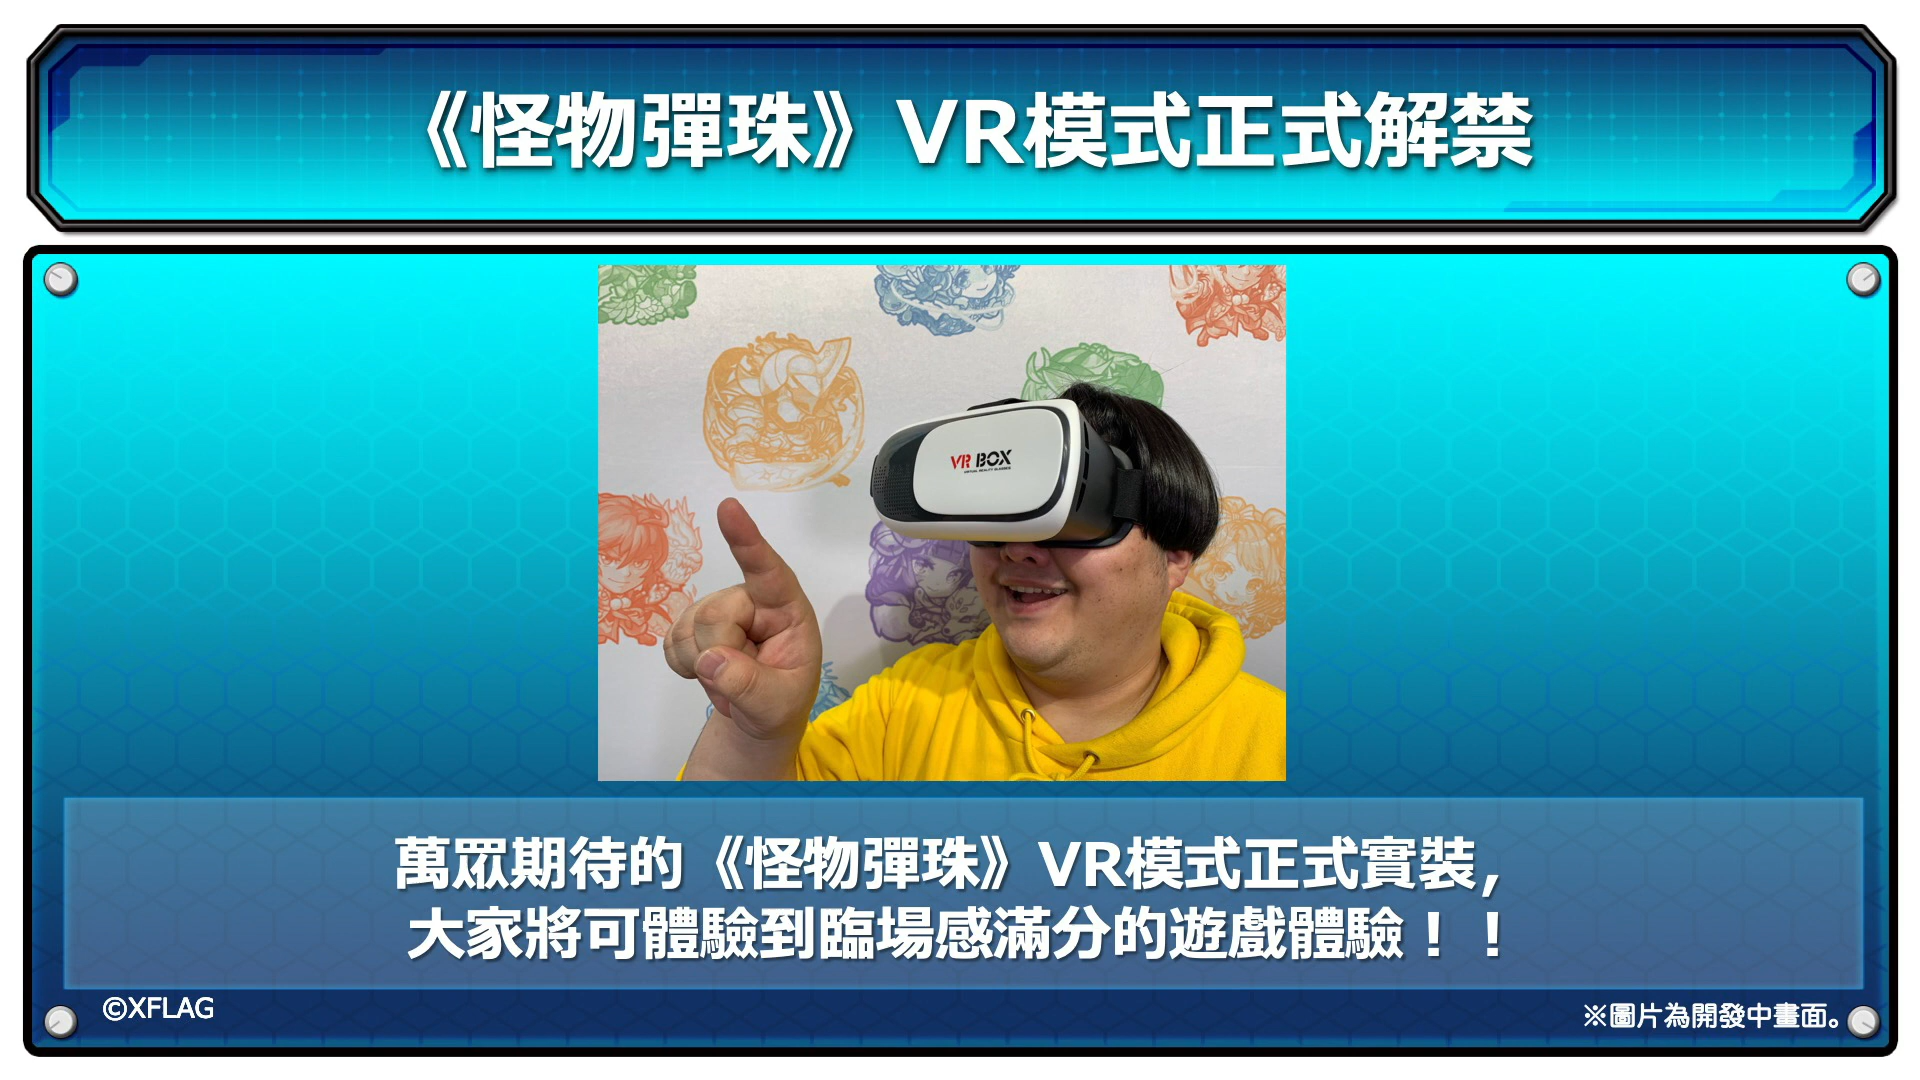 《怪物彈珠》VR模式正式解禁
VR BOX
VIRTUAL REALITY GLASSES
萬眾期待的《怪物彈珠》VR模式正式實裝,
大家將可體驗到臨場感滿分的遊戲體驗！！
©XFLAG
※圖片為開發中畫面。